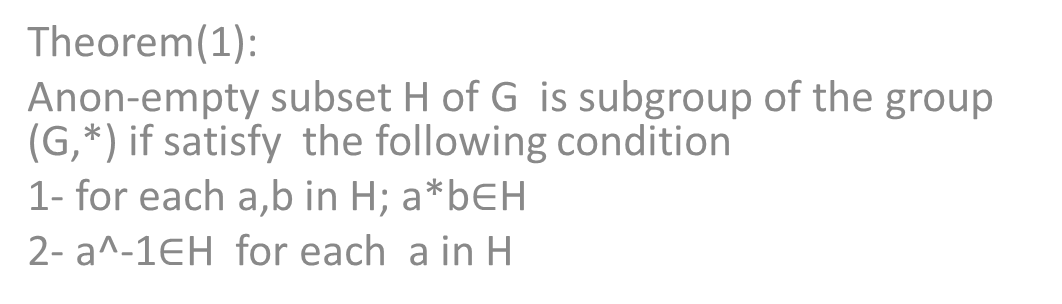 Theorem(1):
Anon-empty subset H of G  is subgroup of the group
(G,*) if satisfy  the following condition
1- for each a,b in H; a*b∈H
2- a^-1∈H  for each  a in H